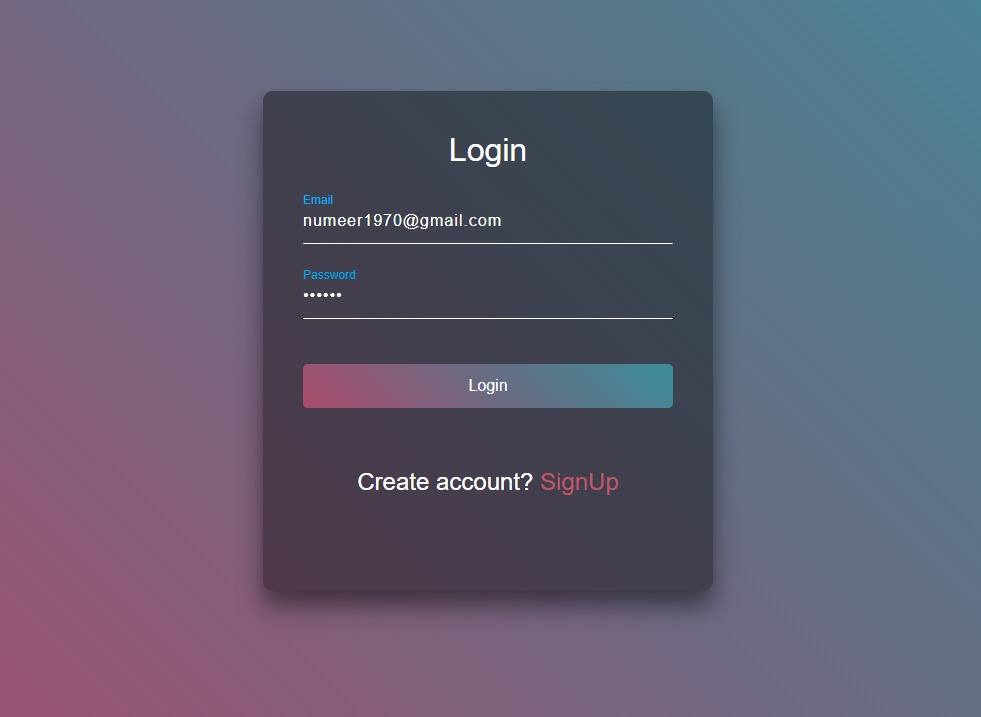 Login
Email
numeer1970@gmail.com
Password
••••••
Login
Create account? SignUp